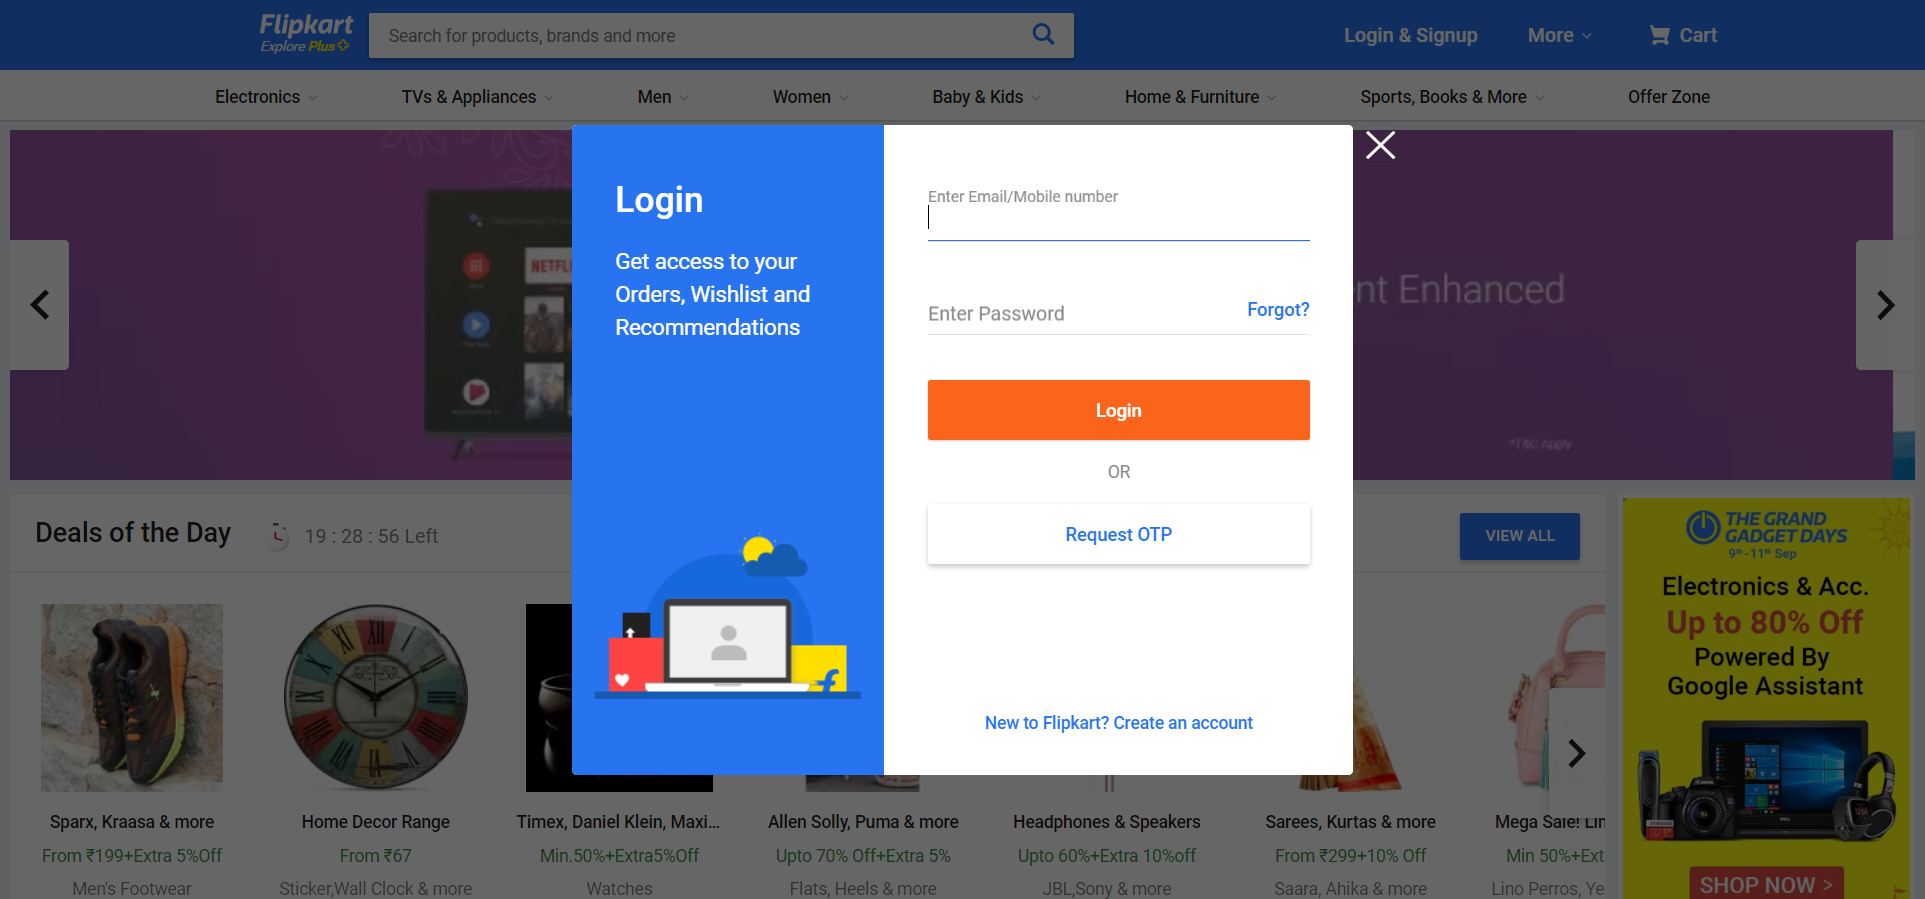 Flipkart
Explore Plus
Search for products, brands and more
Login & Signup
More
Cart
Electronics
TVs & Appliances
Men
Women
Baby & Kids
Home & Furniture
Sports, Books & More
Offer Zone
NETFL
nt Enhanced
*T&C Apply
Login
Get access to your
Orders, Wishlist and
Recommendations
Enter Email/Mobile number
Enter Password
Forgot?
Login
OR
Request OTP
New to Flipkart? Create an account
Deals of the Day
19 : 28 : 56 Left
VIEW ALL
Sparx, Kraasa & more
From ₹199+Extra 5%Off
Men's Footwear
Home Decor Range
From ₹67
Sticker,Wall Clock & more
Timex, Daniel Klein, Maxi...
Min.50%+Extra5%Off
Watches
Allen Solly, Puma & more
Upto 70% Off+Extra 5%
Flats, Heels & more
Headphones & Speakers
Upto 60%+Extra 10%off
JBL,Sony & more
Sarees, Kurtas & more
From ₹299+10% Off
Saara, Ahika & more
Mega Sale! Lin
Min 50%+Ext
Lino Perros, Ye
THE GRAND
GADGET DAYS
9th-11th Sep
Electronics & Acc.
Up to 80% Off
Powered By
Google Assistant
SHOP NOW >